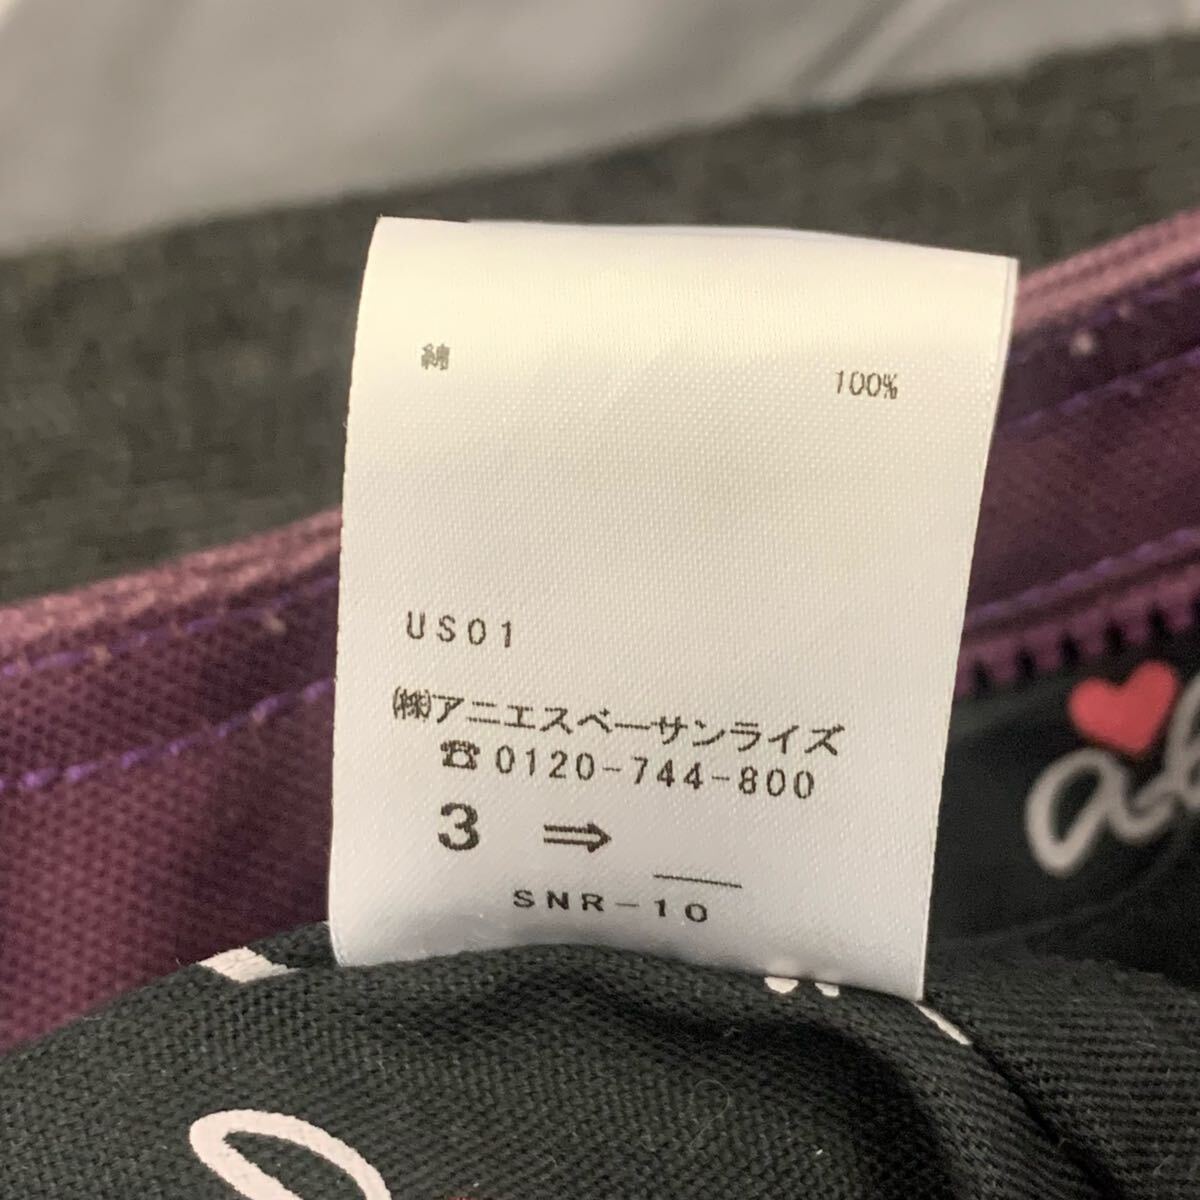 綿 100%
US01
㈱アニエスベーサンライズ
☎0120-744-800
3 ⇒
SNR-10
a.b